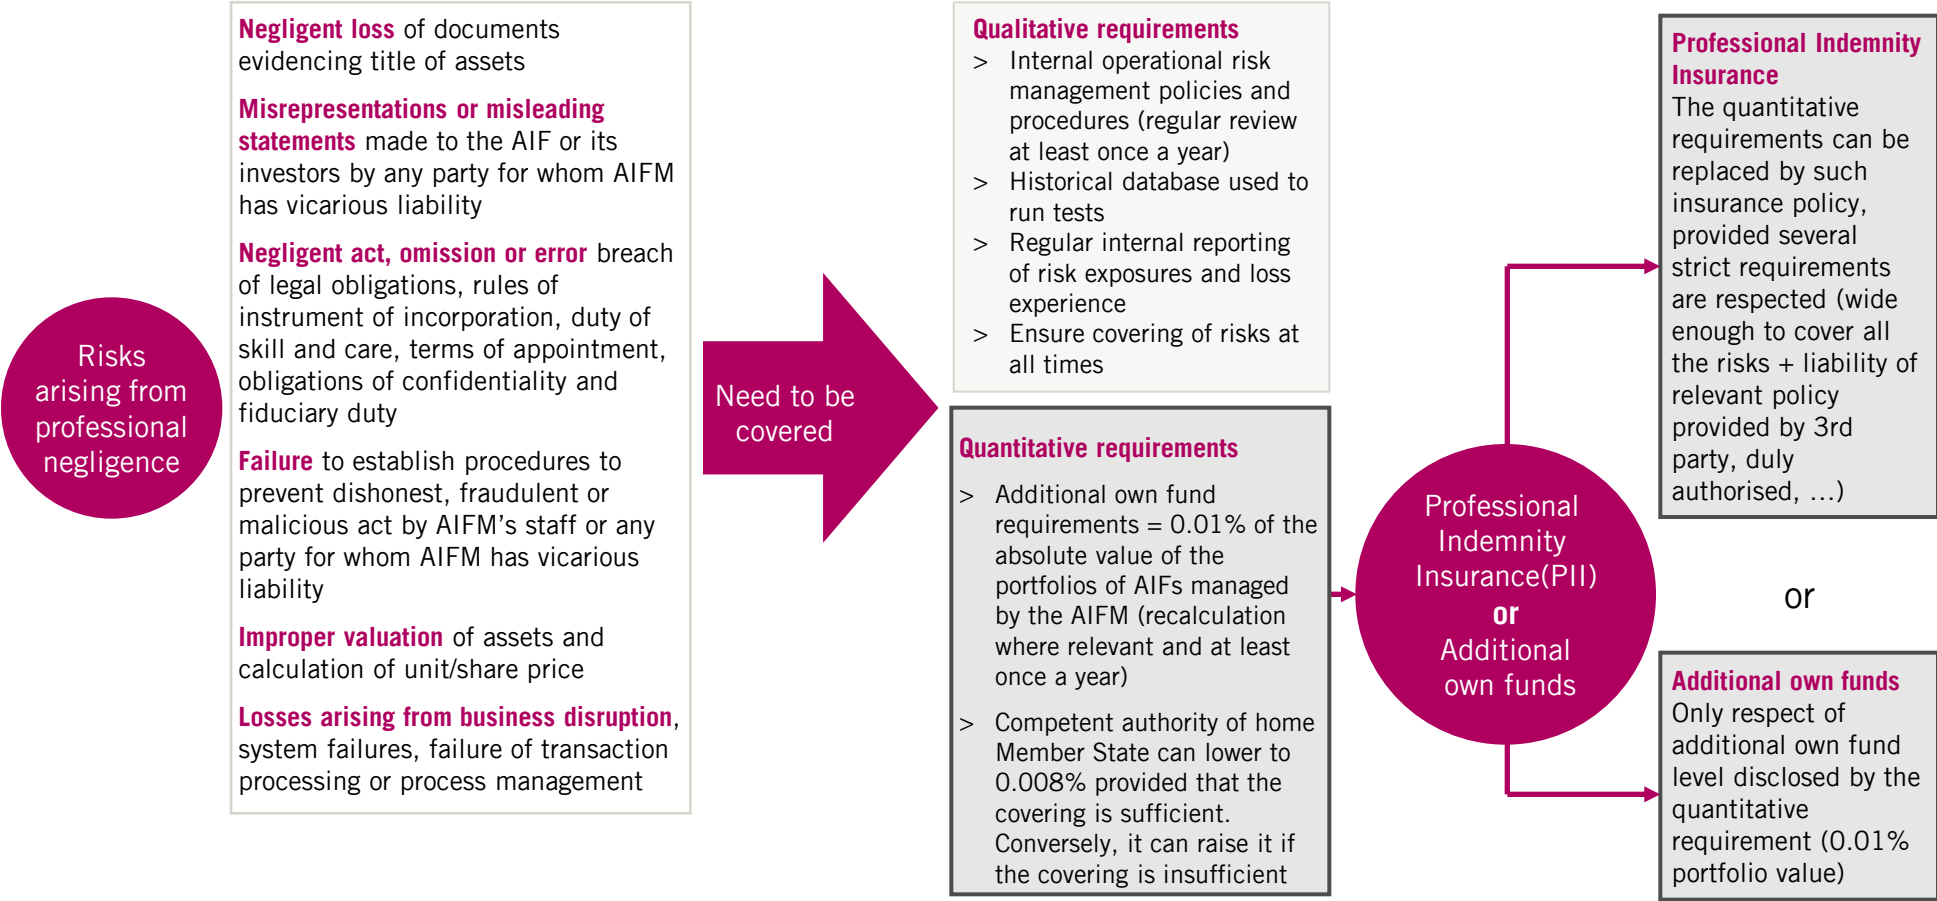 Risks
arising from
professional
negligence
Negligent loss of documents
evidencing title of assets
Misrepresentations or misleading
statements made to the AIF or its
investors by any party for whom AIFM
has vicarious liability
Negligent act, omission or error breach
of legal obligations, rules of
instrument of incorporation, duty of
skill and care, terms of appointment,
obligations of confidentiality and
fiduciary duty
Failure to establish procedures to
prevent dishonest, fraudulent or
malicious act by AIFM’s staff or any
party for whom AIFM has vicarious
liability
Improper valuation of assets and
calculation of unit/share price
Losses arising from business disruption,
system failures, failure of transaction
processing or process management
Need to be
covered
Qualitative requirements
> Internal operational risk
management policies and
procedures (regular review
at least once a year)
> Historical database used to
run tests
> Regular internal reporting
of risk exposures and loss
experience
> Ensure covering of risks at
all times
Quantitative requirements
> Additional own fund
requirements = 0.01% of the
absolute value of the
portfolios of AIFs managed
by the AIFM (recalculation
where relevant and at least
once a year)
> Competent authority of home
Member State can lower to
0.008% provided that the
covering is sufficient.
Conversely, it can raise it if
the covering is insufficient
Professional
Indemnity
Insurance(PII)
or
Additional
own funds
Professional Indemnity
Insurance
The quantitative
requirements can be
replaced by such
insurance policy,
provided several
strict requirements
are respected (wide
enough to cover all
the risks + liability of
relevant policy
provided by 3rd
party, duly
authorised, …)
or
Additional own funds
Only respect of
additional own fund
level disclosed by the
quantitative
requirement (0.01%
portfolio value)